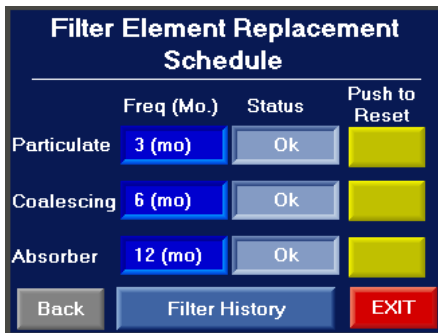 Filter Element Replacement
Schedule
Freq (Mo.) Status Push to
Reset
Particulate 3 (mo) Ok
Coalescing 6 (mo) Ok
Absorber 12 (mo) Ok
Back Filter History EXIT